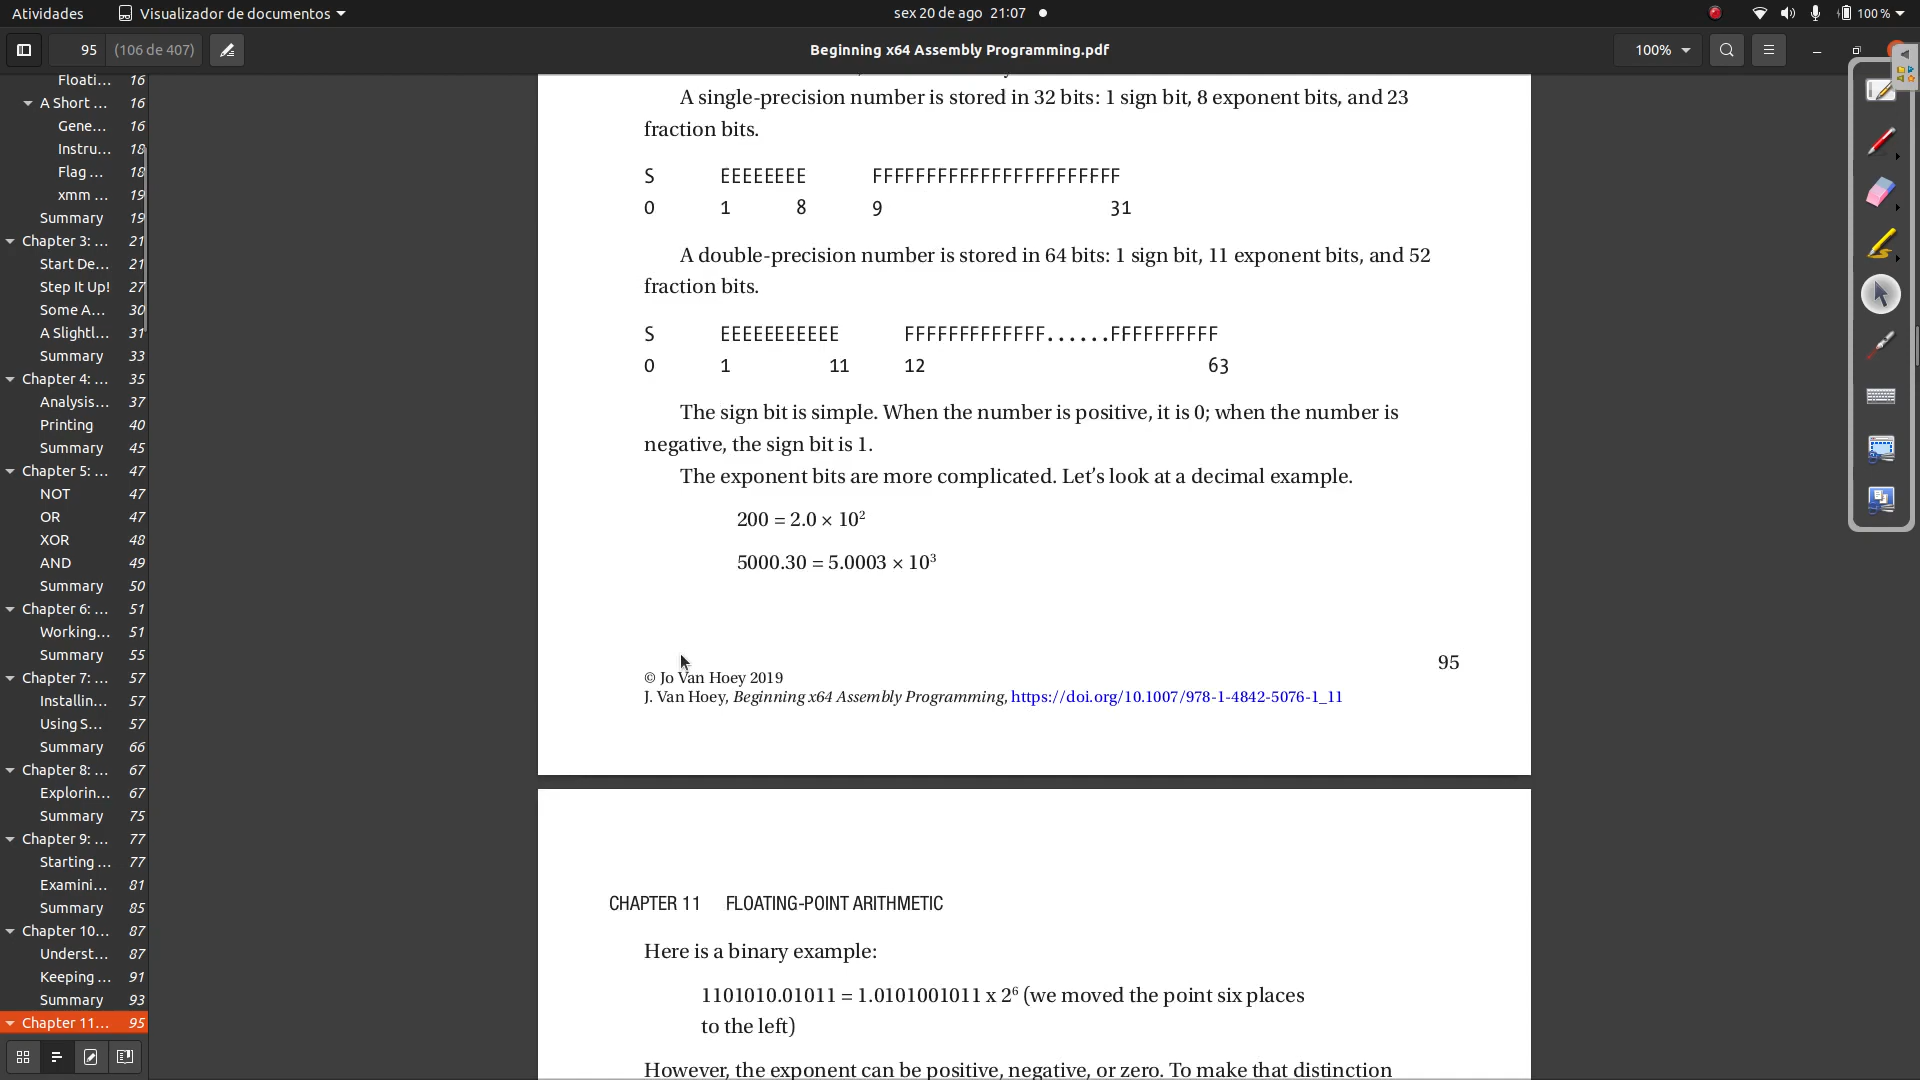 Atividades
Visualizador de documentos
sex 20 de ago 21:07
100 %
95
(106 de 407)
Beginning x64 Assembly Programming.pdf
100%
Floati... 16
A Short ... 16
Gene... 16
Instru... 18
Flag ... 18
xmm ... 19
Summary 19
Chapter 3: ... 21
Start De... 21
Step It Up! 27
Some A... 30
A Slightl... 31
Summary 33
Chapter 4: ... 35
Analysis... 37
Printing 40
Summary 45
Chapter 5: ... 47
NOT 47
OR 47
XOR 48
AND 49
Summary 50
Chapter 6: ... 51
Working... 51
Summary 55
Chapter 7: ... 57
Installin... 57
Using S... 57
Summary 66
Chapter 8: ... 67
Explorin... 67
Summary 75
Chapter 9: ... 77
Starting ... 77
Examini... 81
Summary 85
Chapter 10... 87
Underst... 87
Keeping ... 91
Summary 93
Chapter 11... 95
A single-precision number is stored in 32 bits: 1 sign bit, 8 exponent bits, and 23
fraction bits.
S EEEEEEEE FFFFFFFFFFFFFFFFFFFFFFF
0 1 8 9 31
A double-precision number is stored in 64 bits: 1 sign bit, 11 exponent bits, and 52
fraction bits.
S EEEEEEEEEEE FFFFFFFFFFFFF......FFFFFFFFFF
0 1 11 12 63
The sign bit is simple. When the number is positive, it is 0; when the number is
negative, the sign bit is 1.
The exponent bits are more complicated. Let’s look at a decimal example.
200 = 2.0 × 10²
5000.30 = 5.0003 × 10³
95
© Jo Van Hoey 2019
J. Van Hoey, Beginning x64 Assembly Programming, https://doi.org/10.1007/978-1-4842-5076-1_11
CHAPTER 11 FLOATING-POINT ARITHMETIC
Here is a binary example:
1101010.01011 = 1.0101001011 x 2⁶ (we moved the point six places
to the left)
However, the exponent can be positive, negative, or zero. To make that distinction